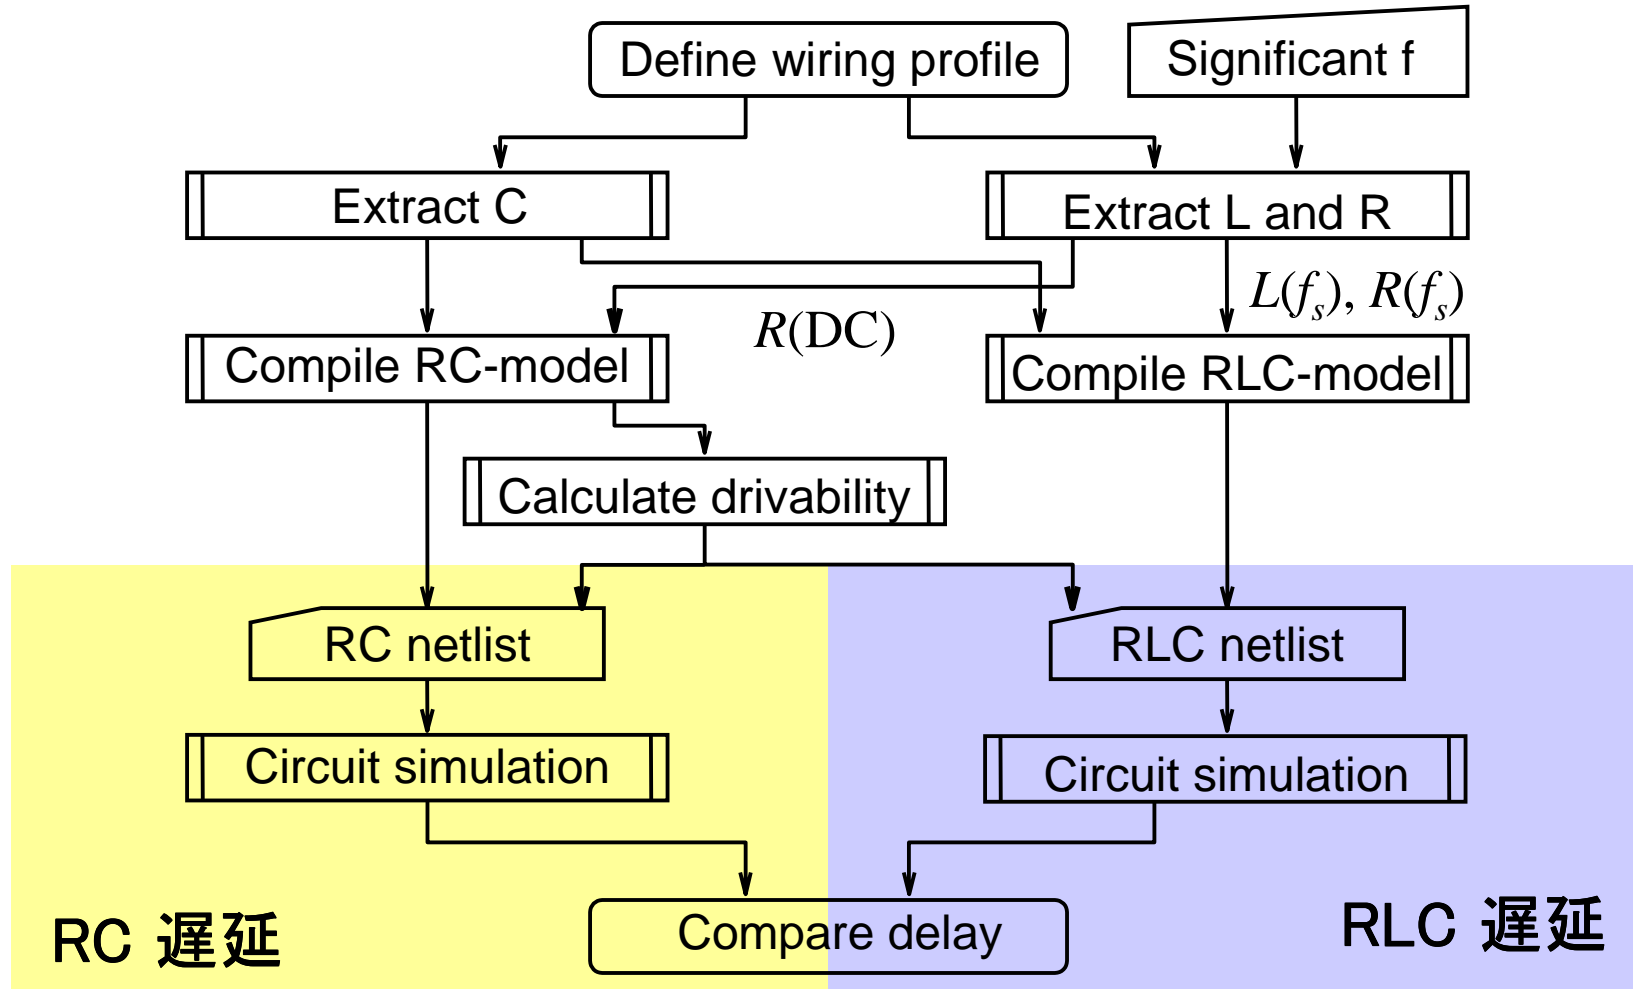 Define wiring profile
Significant f
Extract C
Extract L and R
L(fs), R(fs)
R(DC)
Compile RC-model
Compile RLC-model
Calculate drivability
RC netlist
RLC netlist
Circuit simulation
Circuit simulation
RC 遅延
Compare delay
RLC 遅延